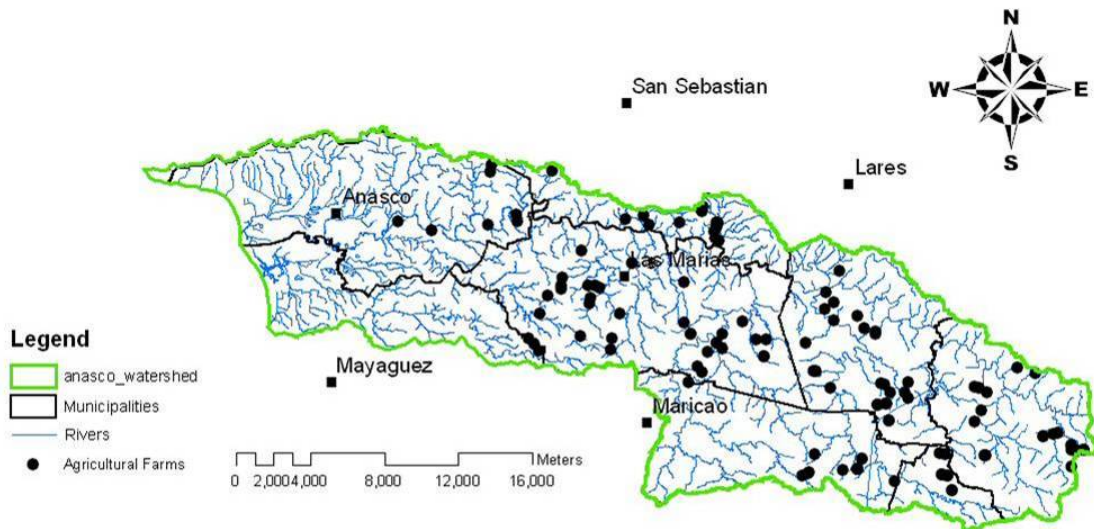 N
San Sebastian
W
E
S
Lares
Anasco
Las Marias
Legend
anasco_watershed
Mayaguez
Municipalities
Maricao
Rivers
Agricultural Farms
Meters
0 2,0004,000 8,000 12,000 16,000